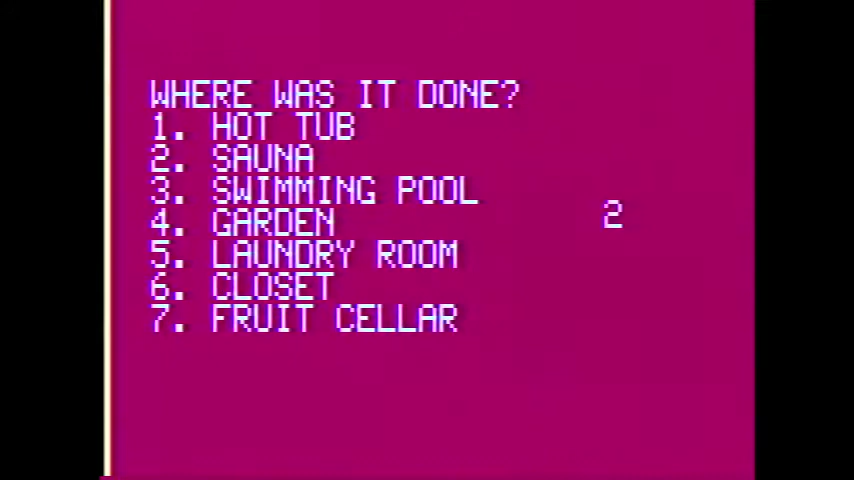 WHERE WAS IT DONE?
1. HOT TUB
2. SAUNA
3. SWIMMING POOL
4. GARDEN
2
5. LAUNDRY ROOM
6. CLOSET
7. FRUIT CELLAR